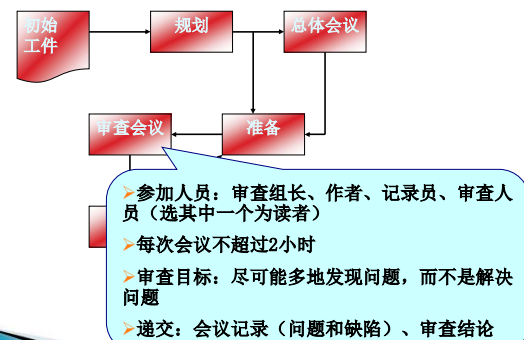 初始
工件
规划
总体会议
审查会议
准备
➢参加人员：审查组长、作者、记录员、审查人
员（选其中一个为读者）
➢每次会议不超过2小时
➢审查目标：尽可能多地发现问题，而不是解决
问题
➢递交：会议记录（问题和缺陷）、审查结论